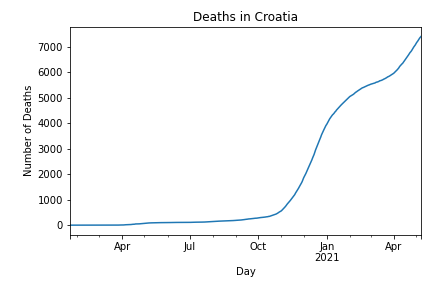 Deaths in Croatia
Number of Deaths
7000
6000
5000
4000
3000
2000
1000
0
Apr
Jul
Oct
Jan
2021
Apr
Day